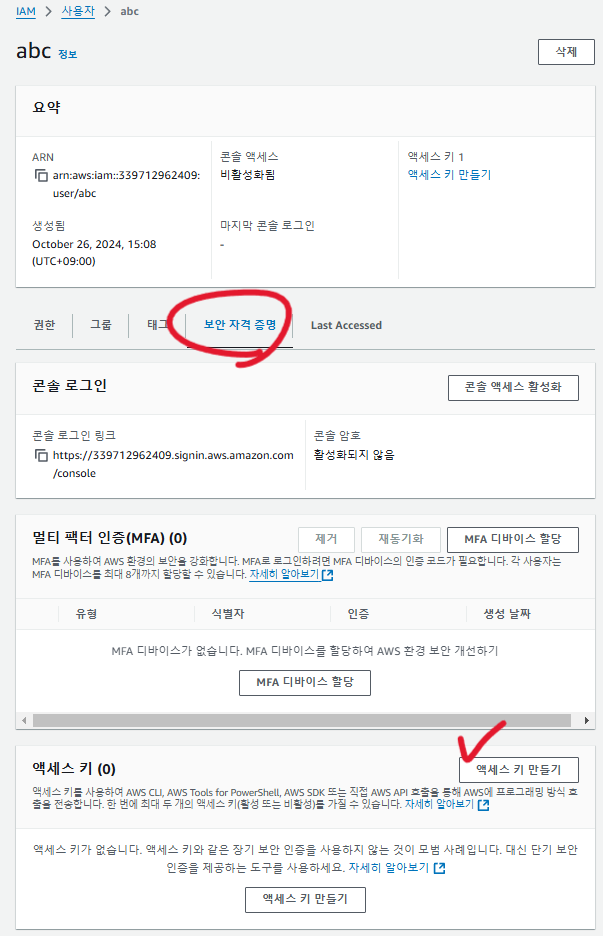 IAM > 사용자 > abc
abc 정보
삭제
요약
ARN
arn:aws:iam::339712962409:
user/abc
콘솔 액세스
비활성화됨
액세스 키 1
액세스 키 만들기
생성됨
October 26, 2024, 15:08
(UTC+09:00)
마지막 콘솔 로그인
-
권한 그룹 태그 보안 자격 증명 Last Accessed
콘솔 로그인
콘솔 액세스 활성화
콘솔 로그인 링크
https://339712962409.signin.aws.amazon.com
/console
콘솔 암호
활성화되지 않음
멀티 팩터 인증(MFA) (0)
제거 재동기화 MFA 디바이스 할당
MFA를 사용하여 AWS 환경의 보안을 강화합니다. MFA로 로그인하려면 MFA 디바이스의 인증 코드가 필요합니다. 각 사용자는
MFA 디바이스를 최대 8개까지 할당할 수 있습니다. 자세히 알아보기
유형 식별자 인증 생성 날짜
MFA 디바이스가 없습니다. MFA 디바이스를 할당하여 AWS 환경 보안 개선하기
MFA 디바이스 할당
액세스 키 (0)
액세스 키 만들기
액세스 키를 사용하여 AWS CLI, AWS Tools for PowerShell, AWS SDK 또는 직접 AWS API 호출을 통해 AWS에 프로그래밍 방식 호
출을 전송합니다. 한 번에 최대 두 개의 액세스 키(활성 또는 비활성)를 가질 수 있습니다. 자세히 알아보기
액세스 키가 없습니다. 액세스 키와 같은 장기 보안 인증을 사용하지 않는 것이 모범 사례입니다. 대신 단기 보안
인증을 제공하는 도구를 사용하세요. 자세히 알아보기
액세스 키 만들기